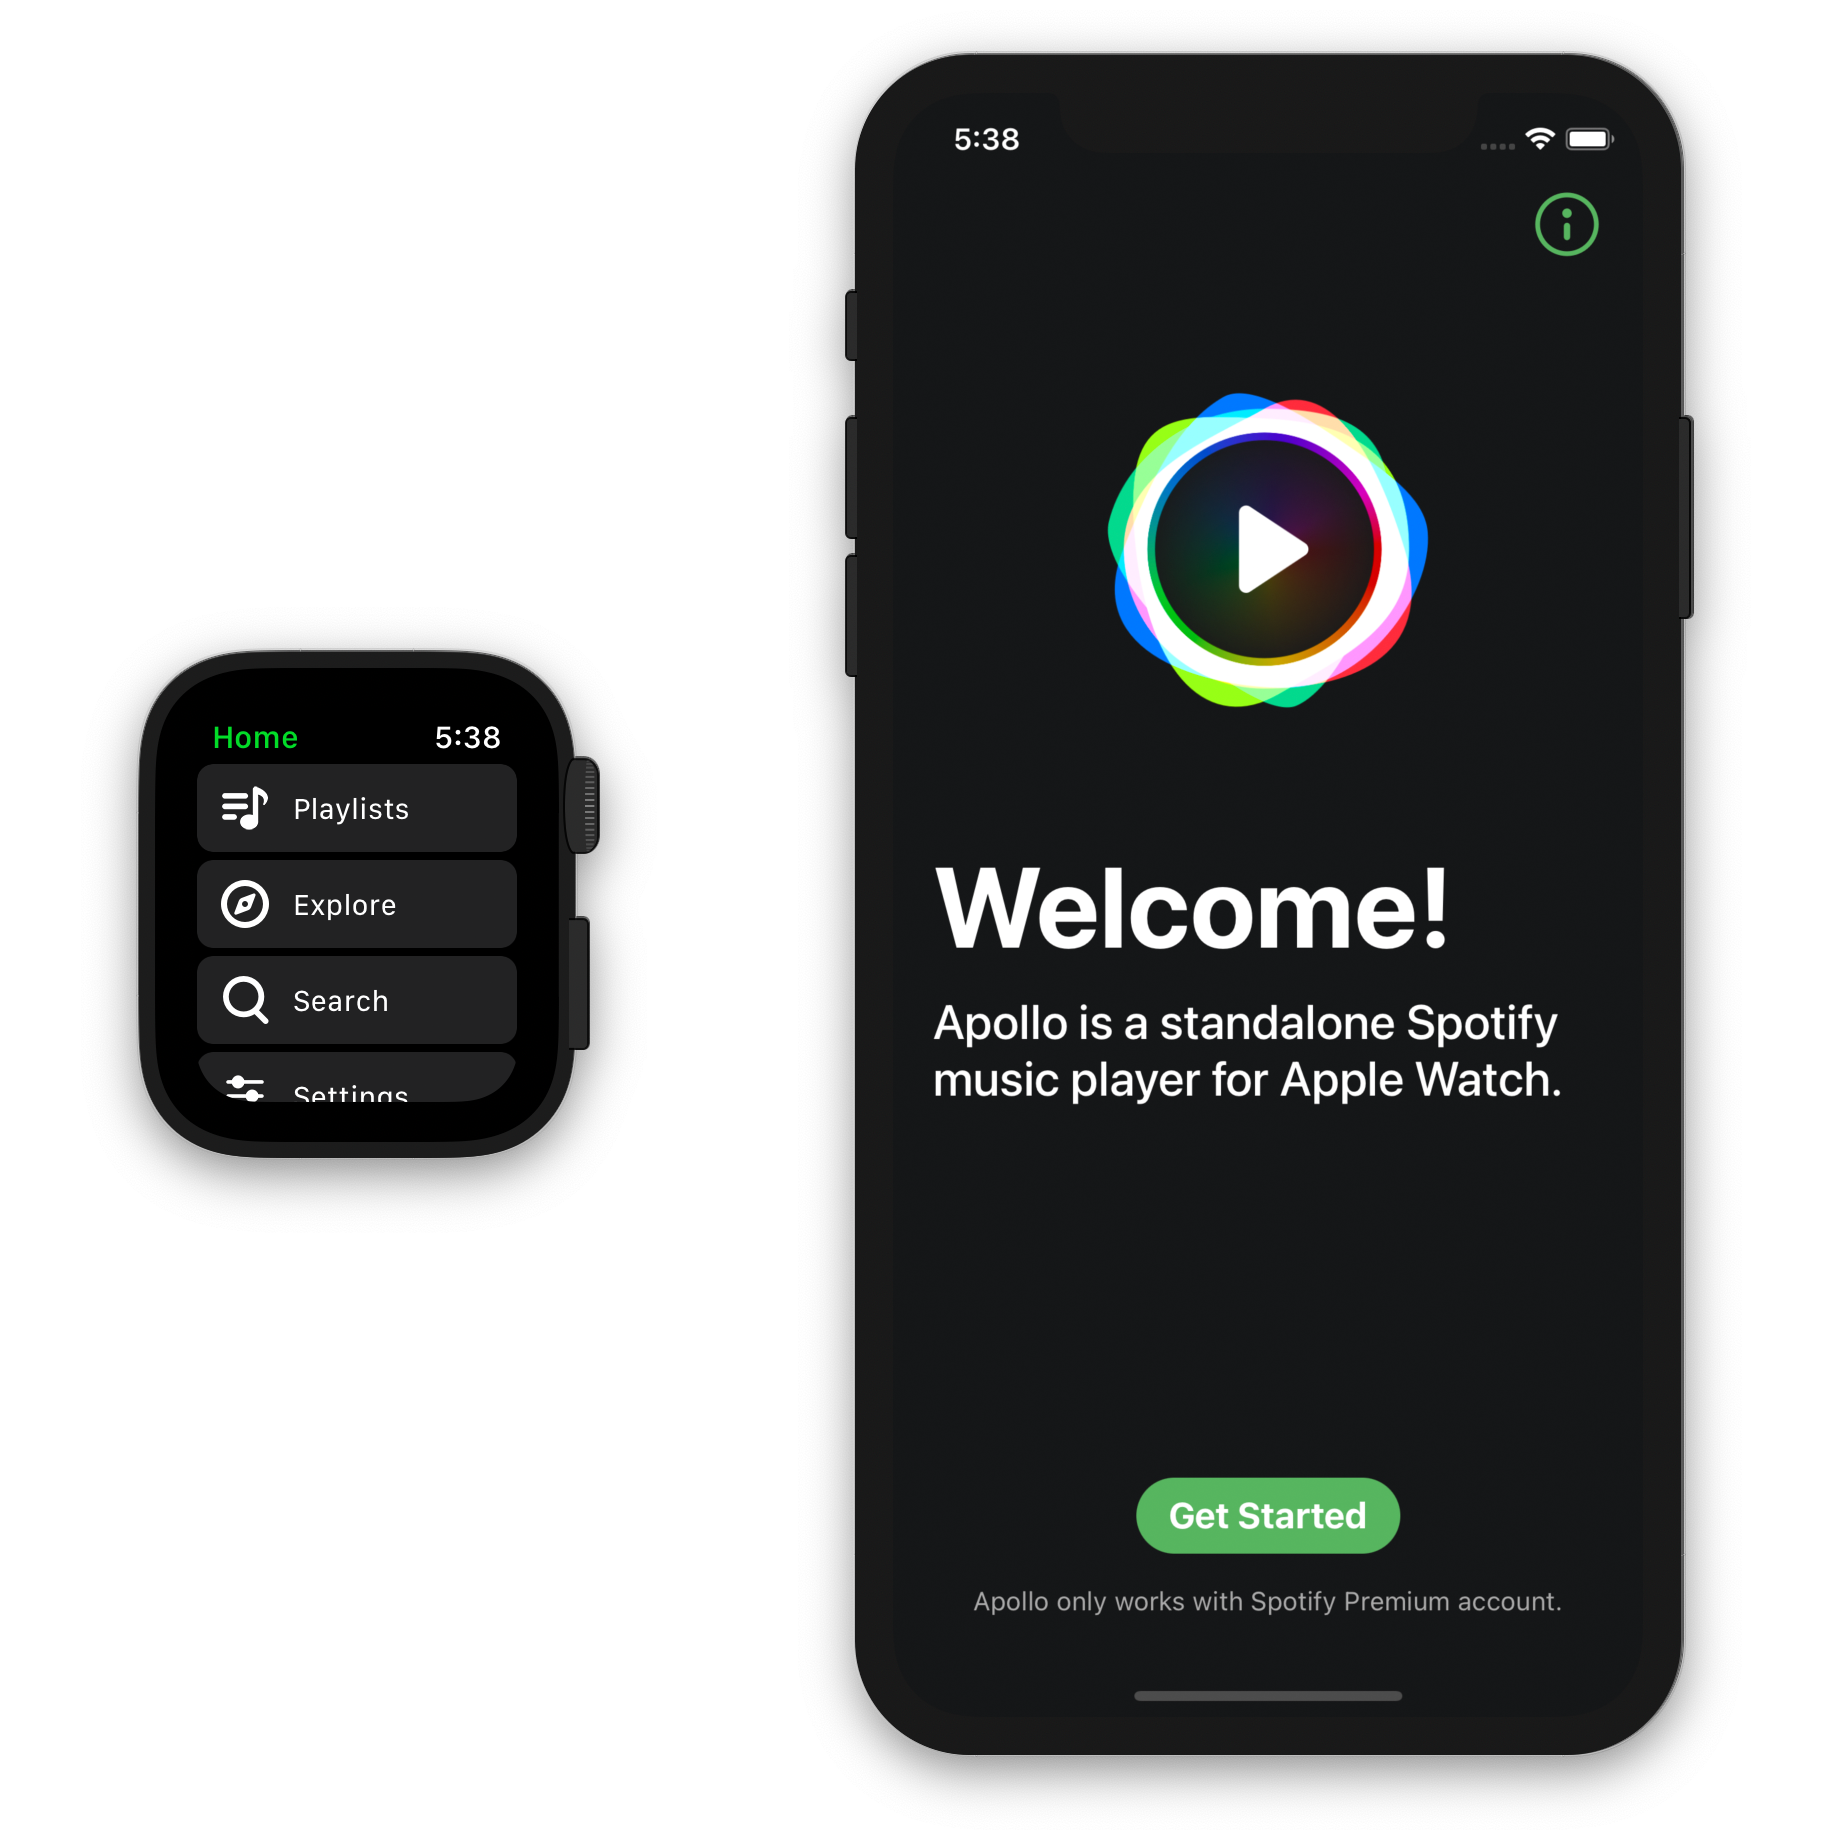 Home 5:38
Playlists
Explore
Search
Settings
5:38
Welcome!
Apollo is a standalone Spotify
music player for Apple Watch.
Get Started
Apollo only works with Spotify Premium account.